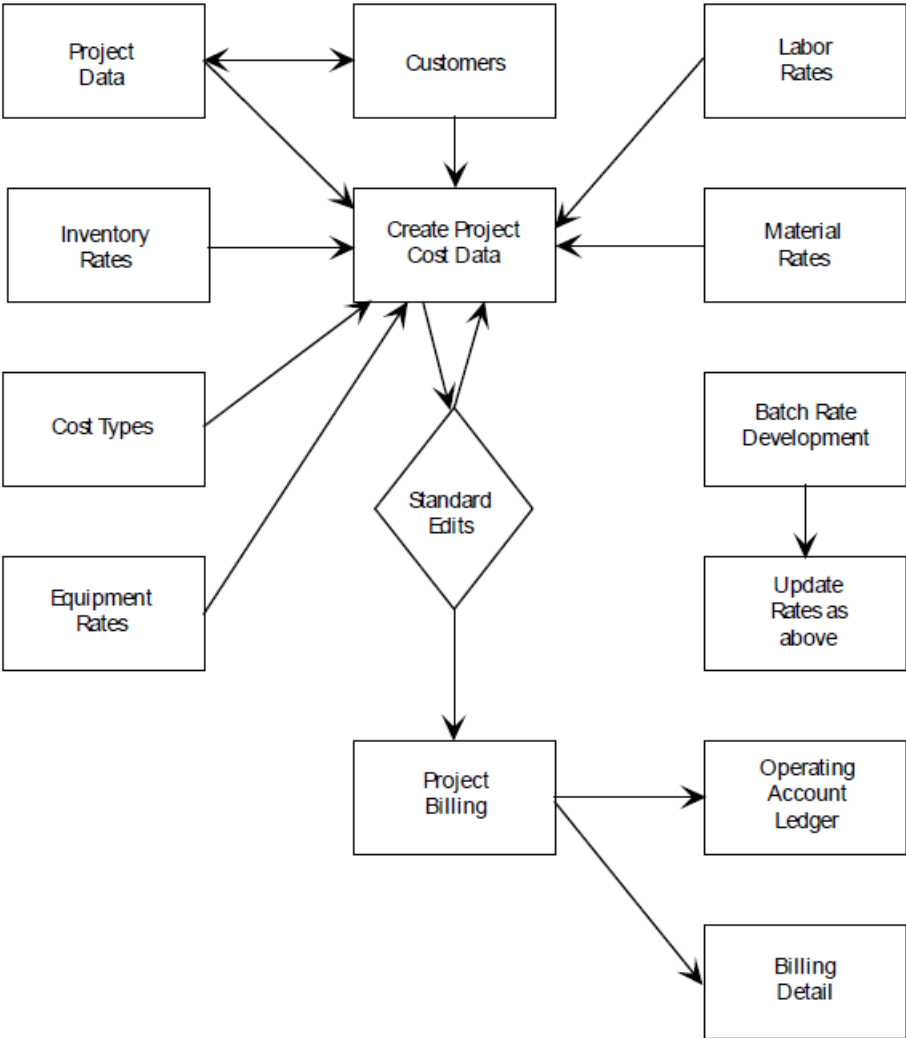 Project
Data
Customers
Labor
Rates
Inventory
Rates
Create Project
Cost Data
Material
Rates
Cost Types
Batch Rate
Development
Standard
Edits
Equipment
Rates
Update
Rates as
above
Project
Billing
Operating
Account
Ledger
Billing
Detail